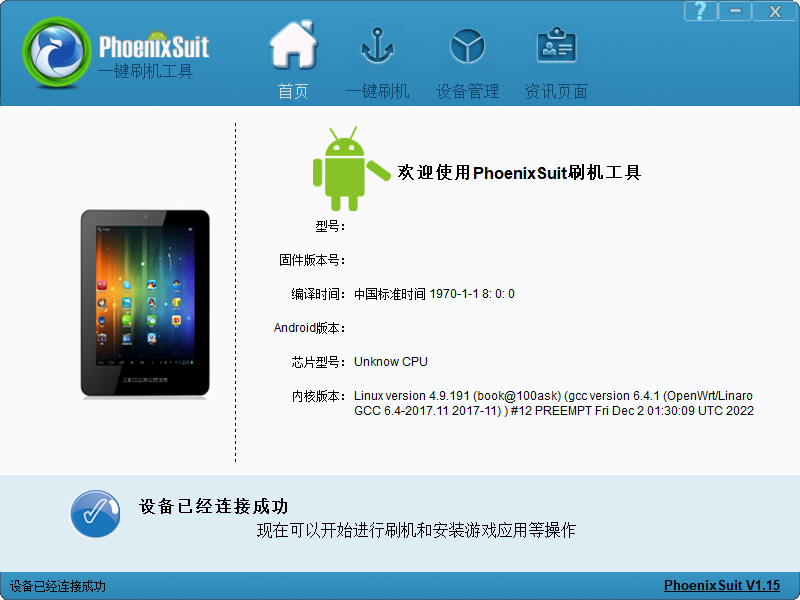 PhoenixSuit
一键刷机工具
首页
一键刷机
设备管理
资讯页面
欢迎使用PhoenixSuit刷机工具
型号：
固件版本号：
编译时间： 中国标准时间 1970-1-1 8: 0: 0
Android版本：
芯片型号： Unknow CPU
内核版本： Linux version 4.9.191 (book@100ask) (gcc version 6.4.1 (OpenWrt/Linaro
GCC 6.4-2017.11 2017-11) ) #12 PREEMPT Fri Dec 2 01:30:09 UTC 2022
设备已经连接成功
现在可以开始进行刷机和安装游戏应用等操作
设备已经连接成功
PhoenixSuit V1.15